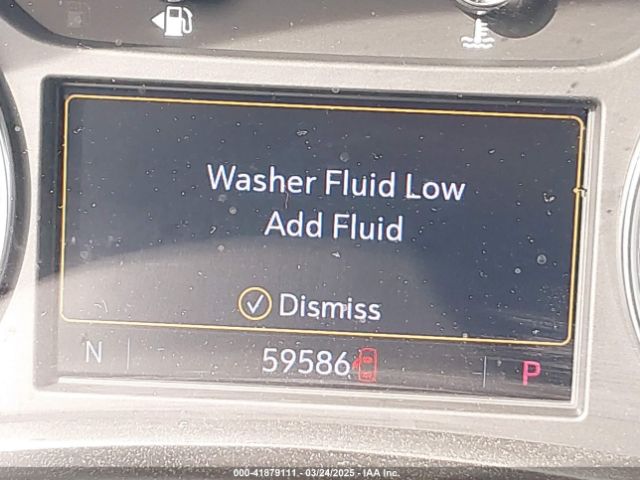 Washer Fluid Low
Add Fluid
Dismiss
N 59586 P
000-41879111 - 03/24/2025 - IAA Inc.